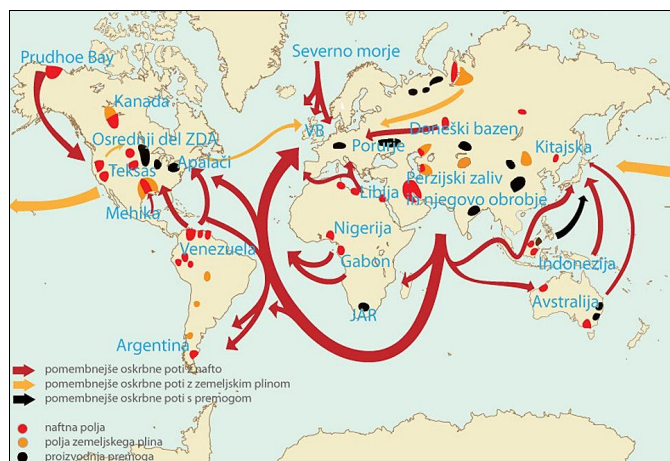 Prudhoe Bay
Severno morje
Kanada
VB
Doneški bazen
Osrednji del ZDA
Porurje
Kitajska
Apalači
Teksas
Perzijski zaliv
Libija
in njegovo obrobje
Mehika
Nigerija
Venezuela
Gabon
Indonezija
Avstralija
JAR
Argentina
pomembnejše oskrbne poti z nafto
pomembnejše oskrbne poti z zemeljskim plinom
pomembnejše oskrbne poti s premogom
naftna polja
polja zemeljskega plina
proizvodnja premoga